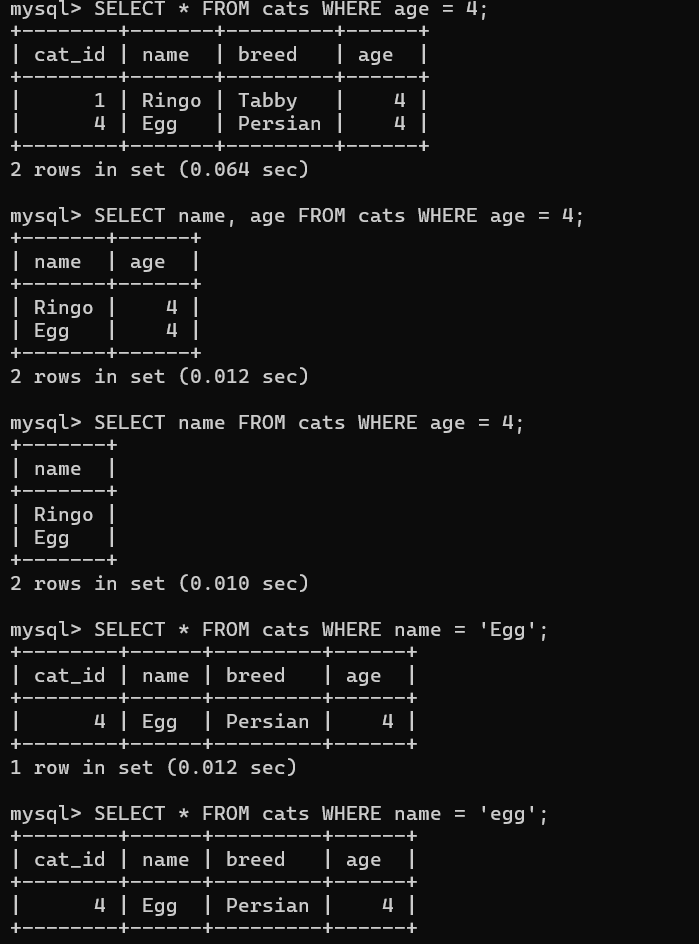 mysql> SELECT * FROM cats WHERE age = 4;
+--------+-------+---------+------+
| cat_id | name  | breed   | age  |
+--------+-------+---------+------+
|      1 | Ringo | Tabby   |    4 |
|      4 | Egg   | Persian |    4 |
+--------+-------+---------+------+
2 rows in set (0.064 sec)

mysql> SELECT name, age FROM cats WHERE age = 4;
+-------+------+
| name  | age  |
+-------+------+
| Ringo |    4 |
| Egg   |    4 |
+-------+------+
2 rows in set (0.012 sec)

mysql> SELECT name FROM cats WHERE age = 4;
+-------+
| name  |
+-------+
| Ringo |
| Egg   |
+-------+
2 rows in set (0.010 sec)

mysql> SELECT * FROM cats WHERE name = 'Egg';
+--------+------+---------+------+
| cat_id | name | breed   | age  |
+--------+------+---------+------+
|      4 | Egg  | Persian |    4 |
+--------+------+---------+------+
1 row in set (0.012 sec)

mysql> SELECT * FROM cats WHERE name = 'egg';
+--------+------+---------+------+
| cat_id | name | breed   | age  |
+--------+------+---------+------+
|      4 | Egg  | Persian |    4 |
+--------+------+---------+------+